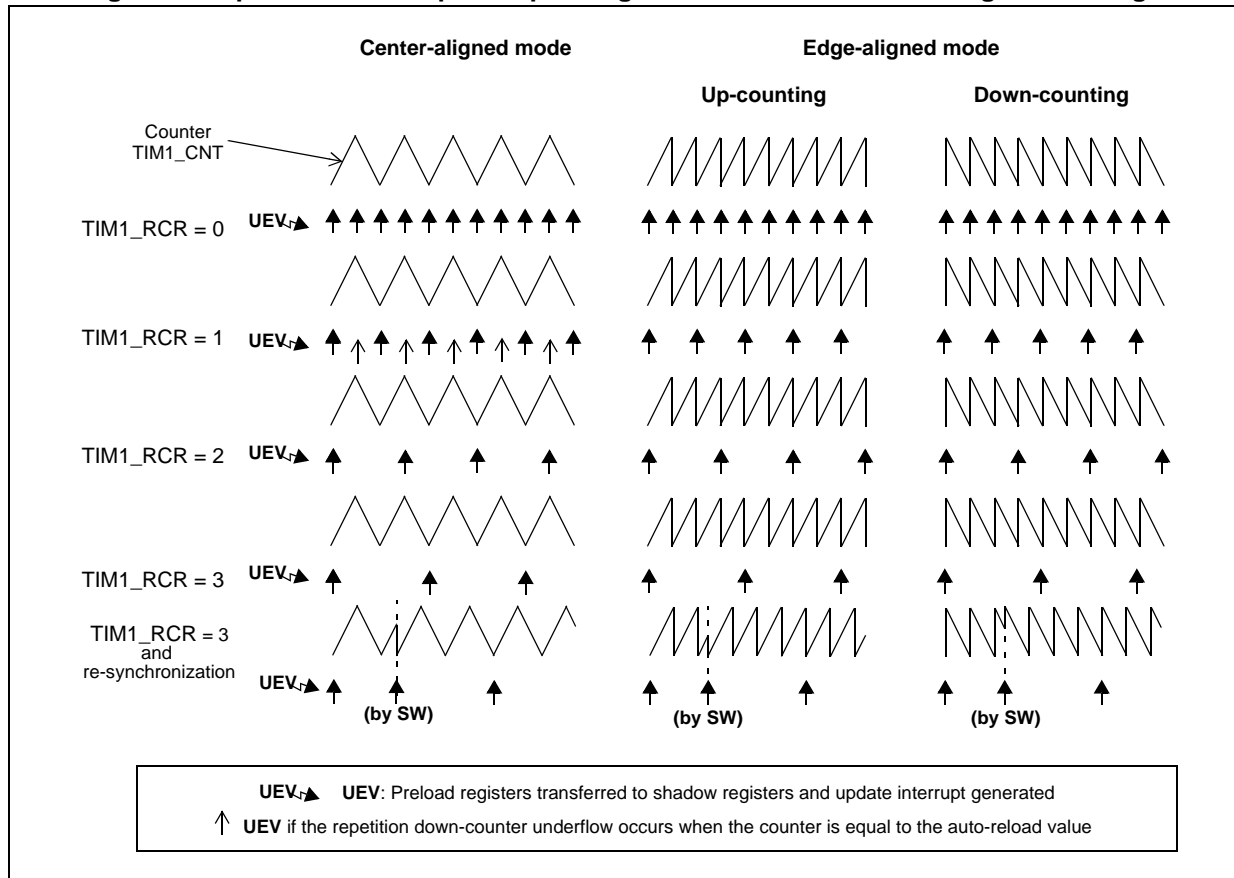 Center-aligned mode
Edge-aligned mode
Up-counting
Down-counting
Counter
TIM1_CNT
TIM1_RCR = 0
UEV
TIM1_RCR = 1
UEV
TIM1_RCR = 2
UEV
TIM1_RCR = 3
UEV
TIM1_RCR = 3
and
re-synchronization
UEV
(by SW)
(by SW)
(by SW)
UEV UEV: Preload registers transferred to shadow registers and update interrupt generated
UEV if the repetition down-counter underflow occurs when the counter is equal to the auto-reload value